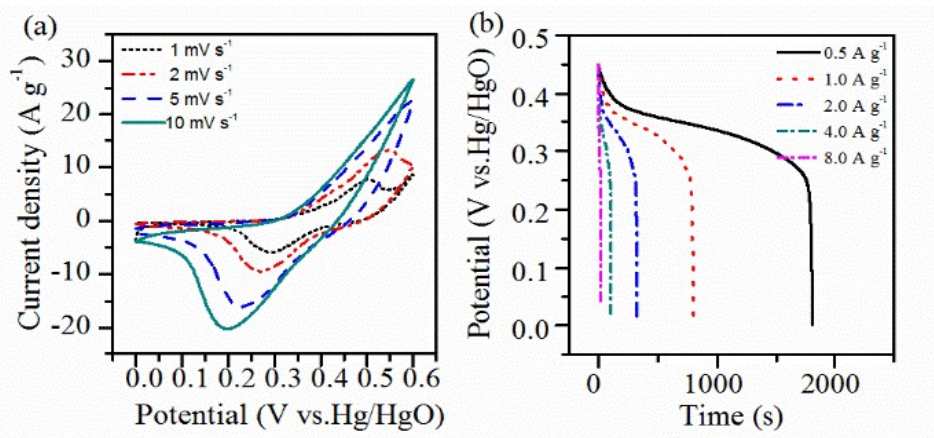 (a)
1 mV s⁻¹
2 mV s⁻¹
5 mV s⁻¹
10 mV s⁻¹
Current density (A g⁻¹)
30
20
10
0
-10
-20
0.0 0.1 0.2 0.3 0.4 0.5 0.6
Potential (V vs.Hg/HgO)
(b)
0.5 A g⁻¹
1.0 A g⁻¹
2.0 A g⁻¹
4.0 A g⁻¹
8.0 A g⁻¹
Potential (V vs.Hg/HgO)
0.5
0.4
0.3
0.2
0.1
0.0
0 1000 2000
Time (s)